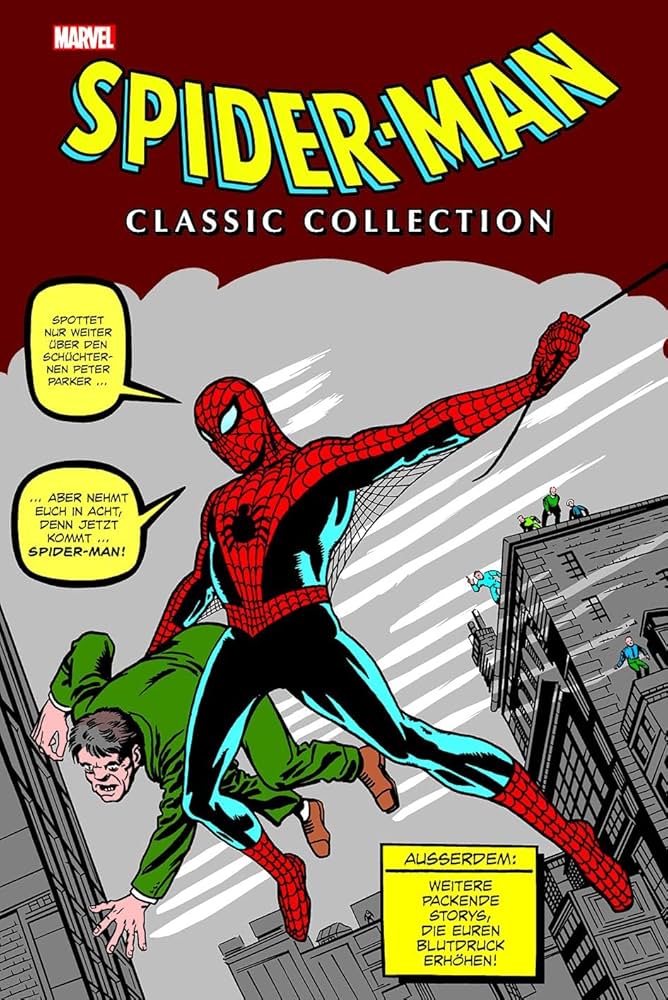 MARVEL
SPIDER-MAN
CLASSIC COLLECTION
SPOTTET
NUR WEITER
ÜBER DEN
SCHÜCHTER-
NEN PETER
PARKER ...
... ABER NEHMT
EUCH IN ACHT,
DENN JETZT
KOMMT ...
SPIDER-MAN!
AUSSERDEM:
WEITERE
PACKENDE
STORYS,
DIE EUREN
BLUTDRUCK
ERHÖHEN!